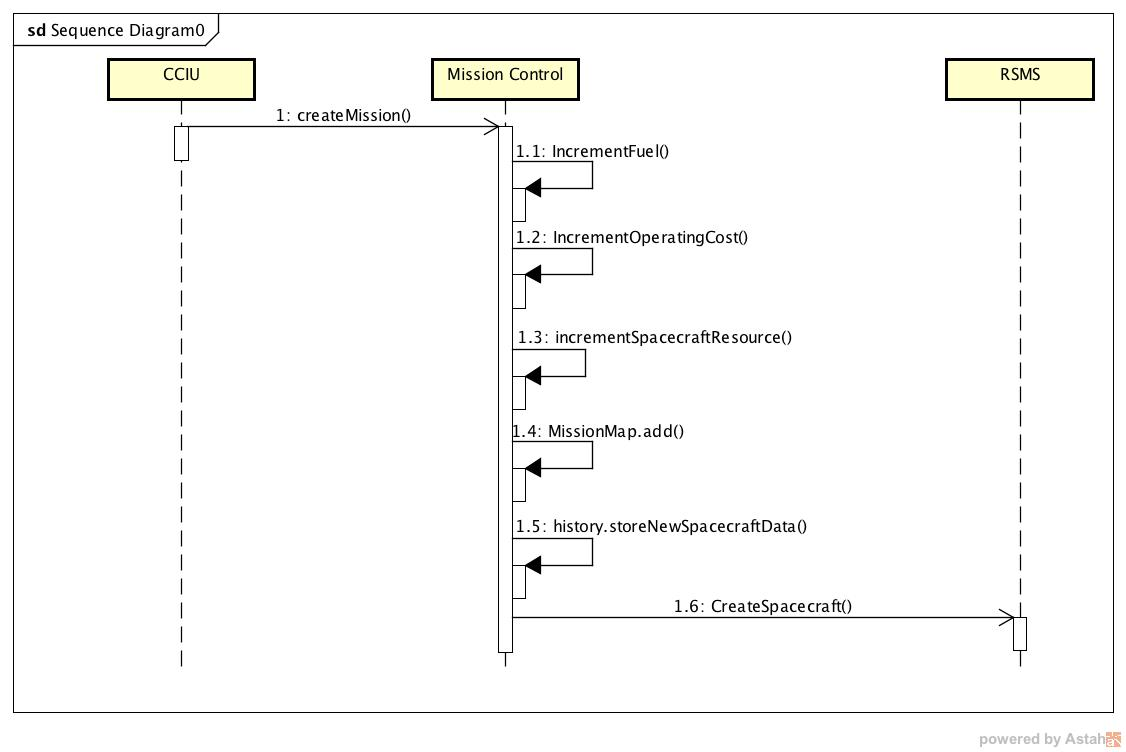 sd Sequence Diagram0
CCIU
Mission Control
RSMS
1: createMission()
1.1: IncrementFuel()
1.2: IncrementOperatingCost()
1.3: incrementSpacecraftResource()
1.4: MissionMap.add()
1.5: history.storeNewSpacecraftData()
1.6: CreateSpacecraft()
powered by Astah